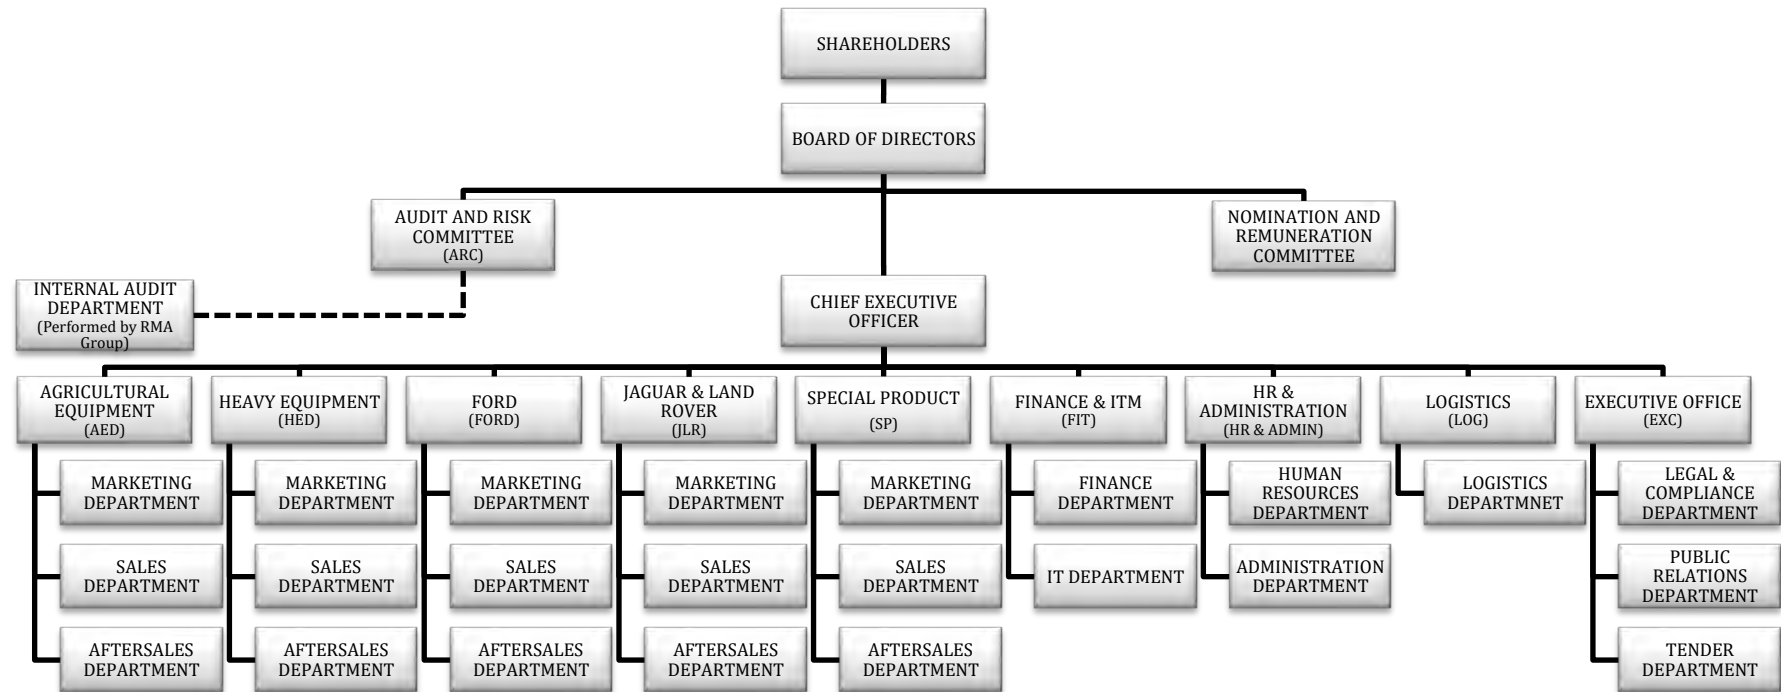 SHAREHOLDERS
BOARD OF DIRECTORS
AUDIT AND RISK
COMMITTEE
(ARC)
NOMINATION AND
REMUNERATION
COMMITTEE
INTERNAL AUDIT
DEPARTMENT
(Performed by RMA
Group)
CHIEF EXECUTIVE
OFFICER
AGRICULTURAL
EQUIPMENT
(AED)
HEAVY EQUIPMENT
(HED)
FORD
(FORD)
JAGUAR & LAND
ROVER
(JLR)
SPECIAL PRODUCT
(SP)
FINANCE & ITM
(FIT)
HR &
ADMINISTRATION
(HR & ADMIN)
LOGISTICS
(LOG)
EXECUTIVE OFFICE
(EXC)
MARKETING
DEPARTMENT
MARKETING
DEPARTMENT
MARKETING
DEPARTMENT
MARKETING
DEPARTMENT
MARKETING
DEPARTMENT
FINANCE
DEPARTMENT
HUMAN
RESOURCES
DEPARTMENT
LOGISTICS
DEPARTMNET
LEGAL &
COMPLIANCE
DEPARTMENT
SALES
DEPARTMENT
SALES
DEPARTMENT
SALES
DEPARTMENT
SALES
DEPARTMENT
SALES
DEPARTMENT
IT DEPARTMENT
ADMINISTRATION
DEPARTMENT
PUBLIC
RELATIONS
DEPARTMENT
AFTERSALES
DEPARTMENT
AFTERSALES
DEPARTMENT
AFTERSALES
DEPARTMENT
AFTERSALES
DEPARTMENT
AFTERSALES
DEPARTMENT
TENDER
DEPARTMENT